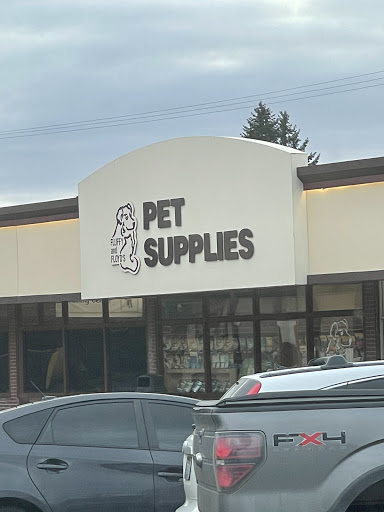 PET
SUPPLIES
FLUFFY
and
FLOYD'S
FX4